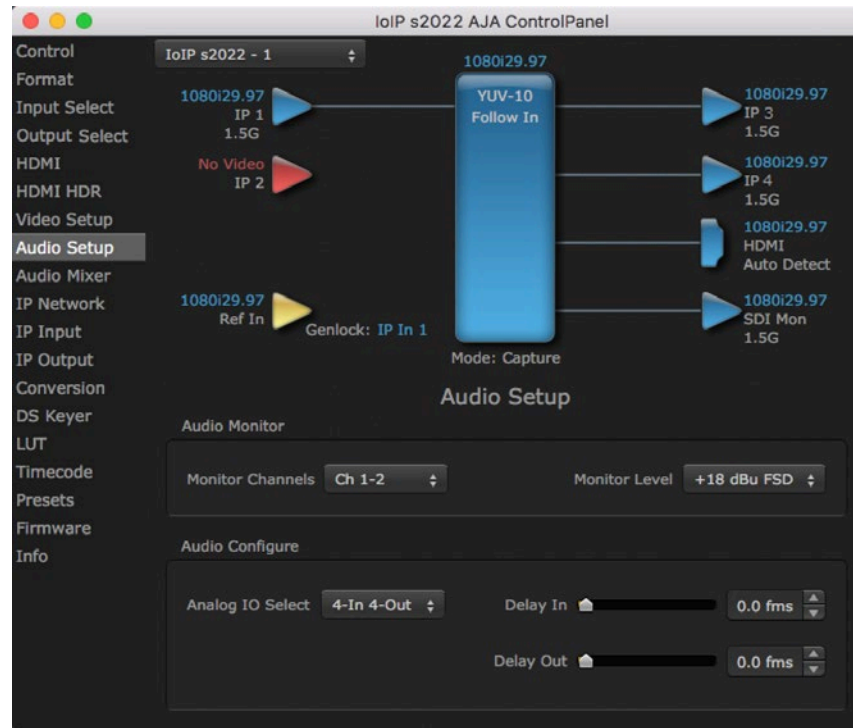 IoIP s2022 AJA ControlPanel
Control
Format
Input Select
Output Select
HDMI
HDMI HDR
Video Setup
Audio Setup
Audio Mixer
IP Network
IP Input
IP Output
Conversion
DS Keyer
LUT
Timecode
Presets
Firmware
Info
IoIP s2022 - 1
1080i29.97
YUV-10
Follow In
1080i29.97
IP 1
1.5G
No Video
IP 2
1080i29.97
Ref In
Genlock: IP In 1
1080i29.97
IP 3
1.5G
1080i29.97
IP 4
1.5G
1080i29.97
HDMI
Auto Detect
1080i29.97
SDI Mon
1.5G
Mode: Capture
Audio Setup
Audio Monitor
Monitor Channels Ch 1-2 Monitor Level +18 dBu FSD
Audio Configure
Analog IO Select 4-In 4-Out Delay In 0.0 fms
Delay Out 0.0 fms